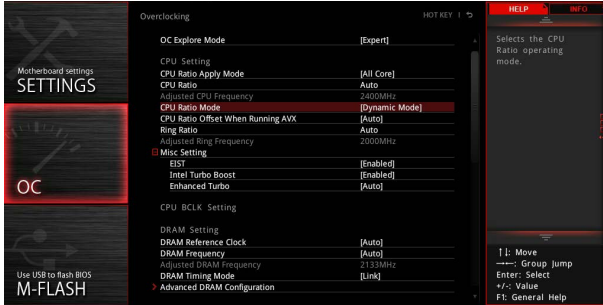 Overclocking
HOT KEY |
HELP
INFO
Motherboard settings
SETTINGS
OC
Use USB to flash BIOS
M-FLASH
OC Explore Mode [Expert]
CPU Setting
CPU Ratio Apply Mode [All Core]
CPU Ratio Auto
Adjusted CPU Frequency 2400MHz
CPU Ratio Mode [Dynamic Mode]
CPU Ratio Offset When Running AVX [Auto]
Ring Ratio Auto
Adjusted Ring Frequency 2000MHz
Misc Setting
EIST [Enabled]
Intel Turbo Boost [Enabled]
Enhanced Turbo [Auto]
CPU BCLK Setting
DRAM Setting
DRAM Reference Clock [Auto]
DRAM Frequency [Auto]
Adjusted DRAM Frequency 2133MHz
DRAM Timing Mode [Link]
Advanced DRAM Configuration
Selects the CPU
Ratio operating
mode.
↑↓: Move
→←: Group Jump
Enter: Select
+/-: Value
F1: General Help